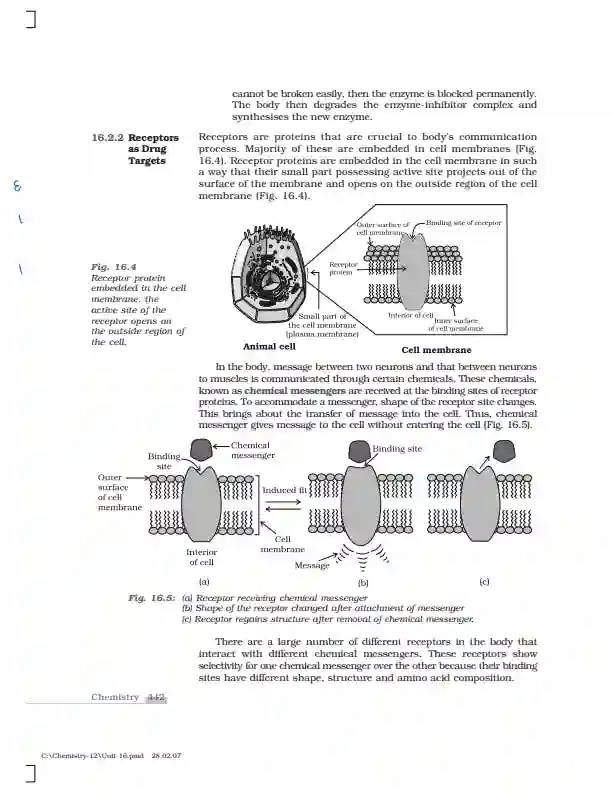 cannot be broken easily, then the enzyme is blocked permanently.
The body then degrades the enzyme-inhibitor complex and
synthesises the new enzyme.
16.2.2 Receptors
as Drug
Targets
Receptors are proteins that are crucial to body's communication
process. Majority of these are embedded in cell membranes (Fig.
16.4). Receptor proteins are embedded in the cell membrane in such
a way that their small part possessing active site projects out of the
surface of the membrane and opens on the outside region of the cell
membrane (Fig. 16.4).
Outer surface of
cell membrane
Binding site of receptor
Receptor
protein
Interior of cell
Inner surface
of cell membrane
Small part of
the cell membrane
(plasma membrane)
Animal cell
Cell membrane
Fig. 16.4
Receptor protein
embedded in the cell
membrane, the
active site of the
receptor opens on
the outside region of
the cell.
In the body, message between two neurons and that between neurons
to muscles is communicated through certain chemicals. These chemicals,
known as chemical messengers are received at the binding sites of receptor
proteins. To accommodate a messenger, shape of the receptor site changes.
This brings about the transfer of message into the cell. Thus, chemical
messenger gives message to the cell without entering the cell (Fig. 16.5).
Chemical
messenger
Binding
site
Outer
surface
of cell
membrane
Induced fit
Binding site
Cell
membrane
Interior
of cell
Message
(a)
(b)
(c)
Fig. 16.5: (a) Receptor receiving chemical messenger
(b) Shape of the receptor changed after attachment of messenger
(c) Receptor regains structure after removal of chemical messenger.
There are a large number of different receptors in the body that
interact with different chemical messengers. These receptors show
selectivity for one chemical messenger over the other because their binding
sites have different shape, structure and amino acid composition.
Chemistry 442
C:\Chemistry-12\Unit-16.pmd 28.02.07